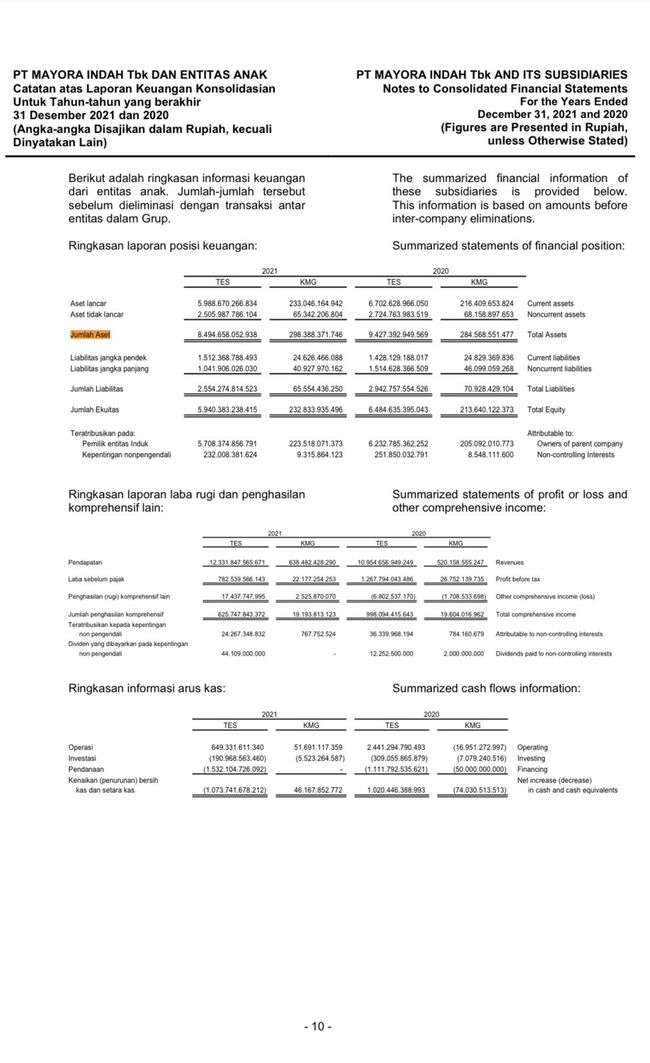 PT MAYORA INDAH Tbk DAN ENTITAS ANAK
Catatan atas Laporan Keuangan Konsolidasian
Untuk Tahun-tahun yang berakhir
31 Desember 2021 dan 2020
(Angka-angka Disajikan dalam Rupiah, kecuali
Dinyatakan Lain)
PT MAYORA INDAH Tbk AND ITS SUBSIDIARIES
Notes to Consolidated Financial Statements
For the Years Ended
December 31, 2021 and 2020
(Figures are Presented in Rupiah,
unless Otherwise Stated)
Berikut adalah ringkasan informasi keuangan
dari entitas anak. Jumlah-jumlah tersebut
sebelum dieliminasi dengan transaksi antar
entitas dalam Grup.
The summarized financial information of
these subsidiaries is provided below.
This information is based on amounts before
inter-company eliminations.
Ringkasan laporan posisi keuangan:
Summarized statements of financial position:
2021 2020
TES KMG TES KMG
Aset lancar 5.988.670.266.834 233.046.164.942 6.702.628.966.050 216.409.653.824 Current assets
Aset tidak lancar 2.505.987.786.104 65.342.206.804 2.724.763.983.519 68.158.897.653 Noncurrent assets
Jumlah Aset 8.494.658.052.938 298.388.371.746 9.427.392.949.569 284.568.551.477 Total Assets
Liabilitas jangka pendek 1.512.368.788.493 24.626.466.088 1.428.129.188.017 24.829.369.836 Current liabilities
Liabilitas jangka panjang 1.041.906.026.030 40.927.970.162 1.514.628.366.509 46.099.059.268 Noncurrent liabilities
Jumlah Liabilitas 2.554.274.814.523 65.554.436.250 2.942.757.554.526 70.928.429.104 Total Liabilities
Jumlah Ekuitas 5.940.383.238.415 232.833.935.496 6.484.635.395.043 213.640.122.373 Total Equity
Teratribusikan pada: Attributable to:
Pemilik entitas Induk 5.708.374.856.791 223.518.071.373 6.232.785.362.252 205.092.010.773 Owners of parent company
Kepentingan nonpengendali 232.008.381.624 9.315.864.123 251.850.032.791 8.548.111.600 Non-controlling Interests
Ringkasan laporan laba rugi dan penghasilan
komprehensif lain:
Summarized statements of profit or loss and
other comprehensive income:
2021 2020
TES KMG TES KMG
Pendapatan 12.331.847.565.671 638.482.428.290 10.954.656.949.249 520.158.555.247 Revenues
Laba sebelum pajak 782.539.566.143 22.177.254.253 1.267.794.043.486 26.752.139.735 Profit before tax
Penghasilan (rugi) komprehensif lain 17.437.747.995 2.525.870.070 (6.802.537.170) (1.708.533.698) Other comprehensive income (loss)
Jumlah penghasilan komprehensif 625.747.843.372 19.193.813.123 998.094.415.643 19.604.016.962 Total comprehensive income
Teratribusikan kepada kepentingan
non pengendali 24.267.348.832 767.752.524 36.339.968.194 784.160.679 Attributable to non-controlling interests
Dividen yang dibayarkan pada kepentingan
non pengendali 44.109.000.000 - 12.252.500.000 2.000.000.000 Dividends paid to non-controlling interests
Ringkasan informasi arus kas:
Summarized cash flows information:
2021 2020
TES KMG TES KMG
Operasi 649.331.611.340 51.691.117.359 2.441.294.790.493 (16.951.272.997) Operating
Investasi (190.968.563.460) (5.523.264.587) (309.055.865.879) (7.079.240.516) Investing
Pendanaan (1.532.104.726.092) - (1.111.792.535.621) (50.000.000.000) Financing
Kenaikan (penurunan) bersih Net increase (decrease)
kas dan setara kas (1.073.741.678.212) 46.167.852.772 1.020.446.388.993 (74.030.513.513) in cash and cash equivalents
- 10 -